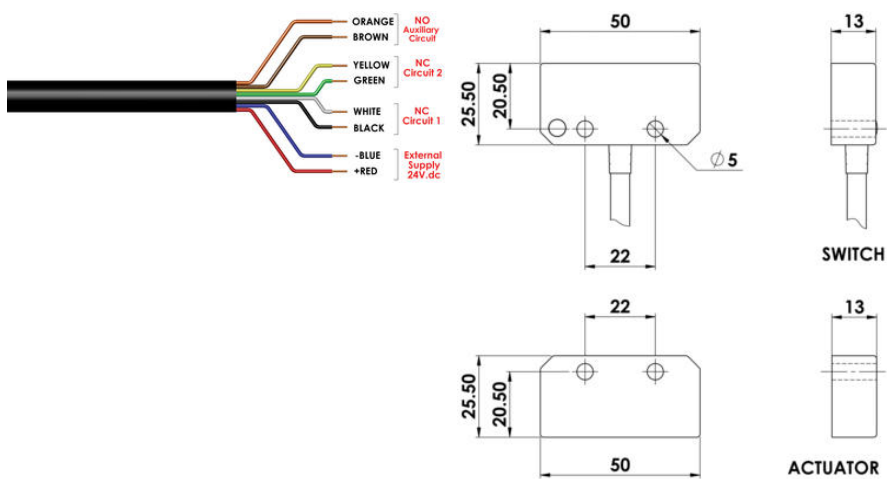 ORANGE
BROWN
NO
Auxiliary
Circuit
YELLOW
GREEN
NC
Circuit 2
WHITE
BLACK
NC
Circuit 1
-BLUE
+RED
External
Supply
24V.dc
50
25.50
20.50
Ø 5
22
13
SWITCH
22
25.50
20.50
50
13
ACTUATOR